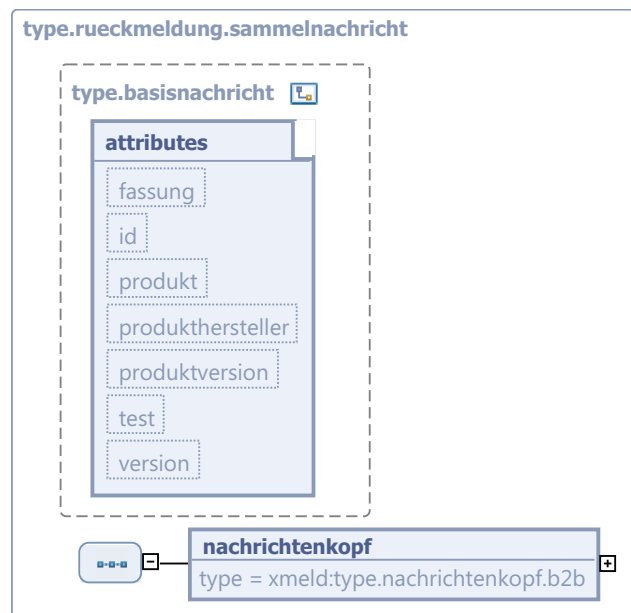 type.rueckmeldung.sammelnachricht
type.basisnachricht
attributes
fassung
id
produkt
produkthersteller
produktversion
test
version
nachrichtenkopf
type = xmeld:type.nachrichtenkopf.b2b